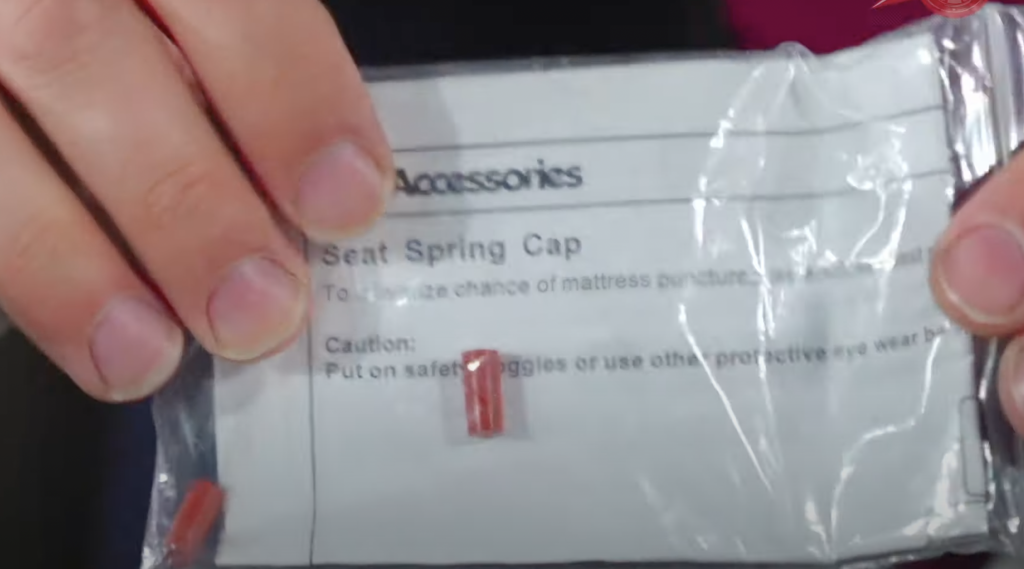 Accessories
Seat Spring Cap
To chance of mattress puncture
Caution:
Put on safety goggles or use other protective eye wear